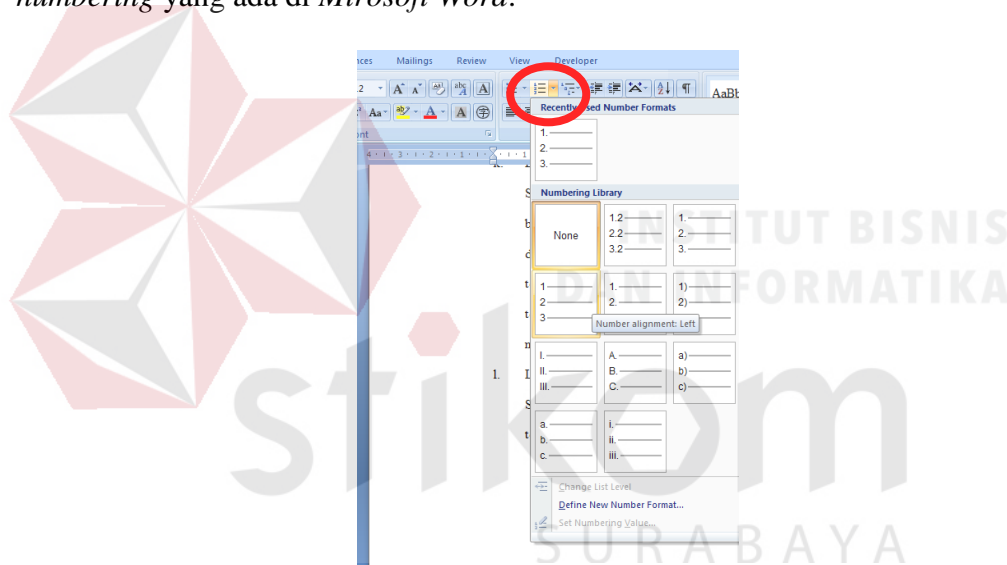 numbering yang ada di Mirosoft Word.
nces Mailings Review View Developer
AaBb
Recently Used Number Formats
1.
2.
3.
Numbering Library
None
1.2
2.2
3.2
1.
2.
3.
1
2
3
1.
2.
1)
2)
Number alignment: Left
I.
II.
III.
A.
B.
C.
a)
b)
c)
a.
b.
c.
i.
ii.
iii.
Change List Level
Define New Number Format...
Set Numbering Value...
1.
INSTITUT BISNIS
DAN INFORMATIKA
stikom
SURABAYA